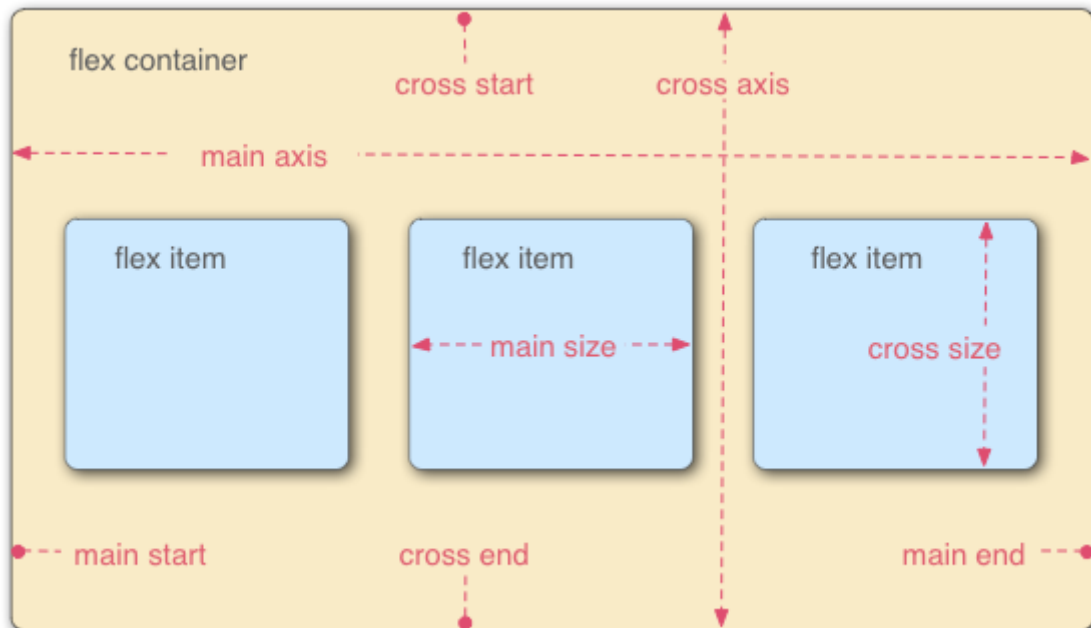 flex container
cross start
cross axis
main axis
flex item
flex item
flex item
main size
cross size
main start
cross end
main end